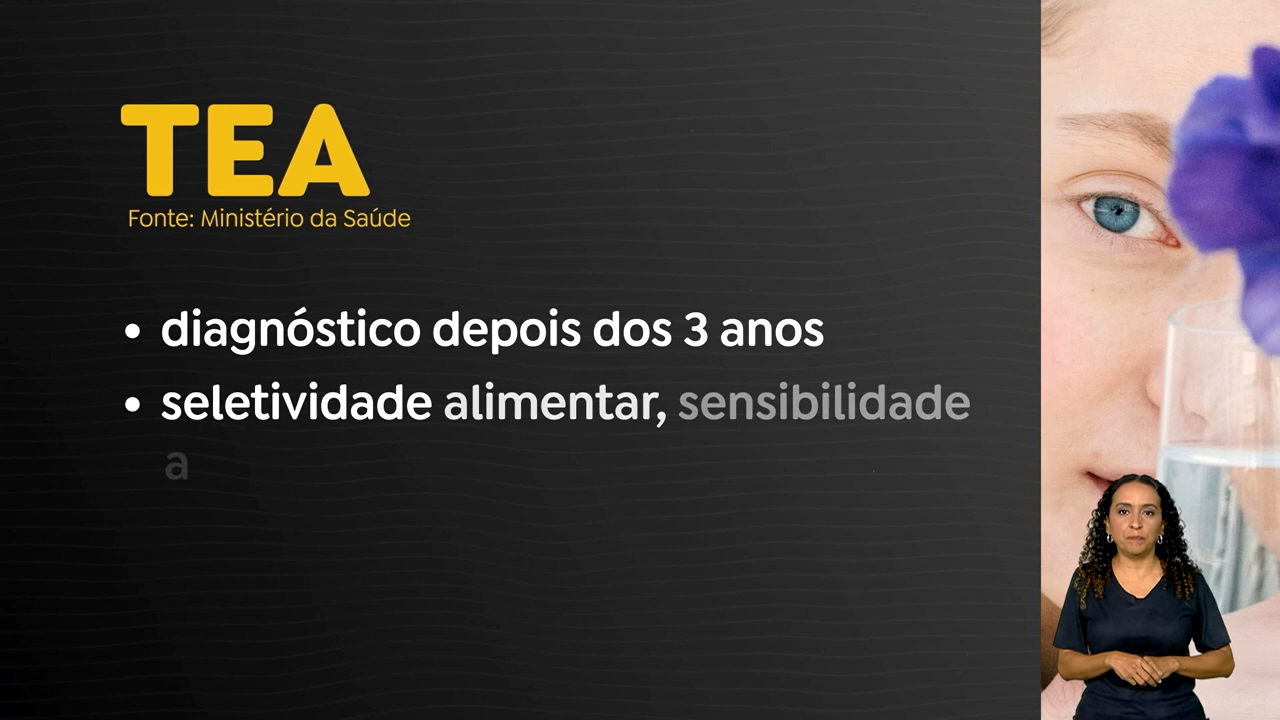 TEA
Fonte: Ministério da Saúde
• diagnóstico depois dos 3 anos
• seletividade alimentar, sensibilidade
a